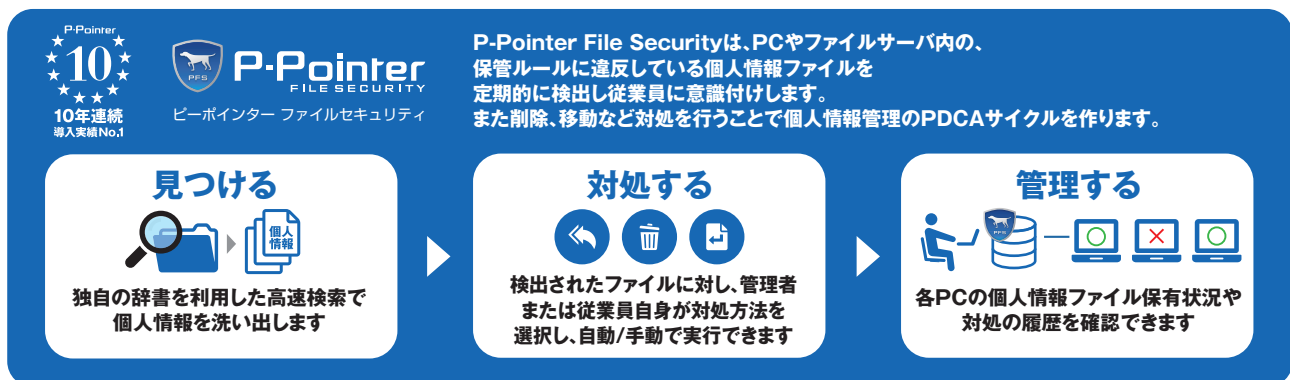 P-Pointer
10
10年連続
導入実績No.1
PFS
P-Pointer
FILE SECURITY
ピーポインター ファイルセキュリティ
P-Pointer File Securityは、PCやファイルサーバ内の、
保管ルールに違反している個人情報ファイルを
定期的に検出し従業員に意識付けします。
また削除、移動など対処を行うことで個人情報管理のPDCAサイクルを作ります。
見つける
個人
情報
独自の辞書を利用した高速検索で
個人情報を洗い出します
対処する
検出されたファイルに対し、管理者
または従業員自身が対処方法を
選択し、自動/手動で実行できます
管理する
PFS
各PCの個人情報ファイル保有状況や
対処の履歴を確認できます